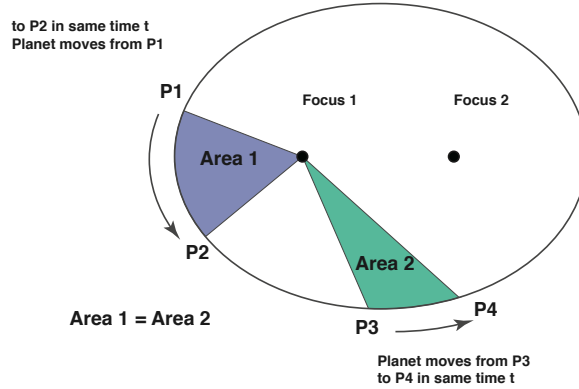 to P2 in same time t
Planet moves from P1
P1
Focus 1
Focus 2
Area 1
P2
Area 2
Area 1 = Area 2
P3
P4
Planet moves from P3
to P4 in same time t